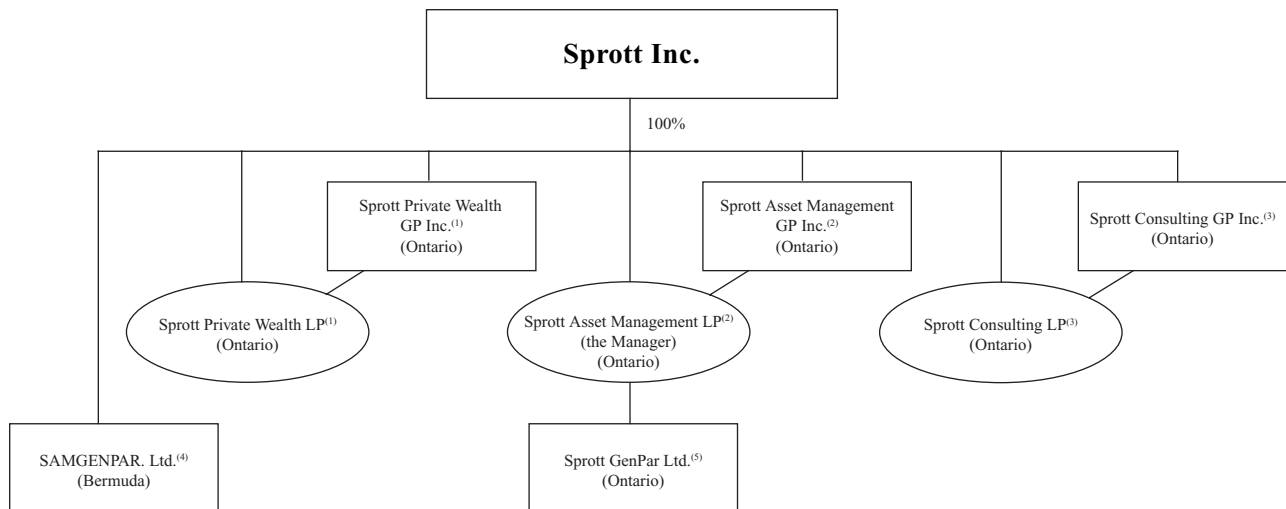 Sprott Inc.
100%
Sprott Private Wealth
GP Inc.(1)
(Ontario)
Sprott Asset Management
GP Inc.(2)
(Ontario)
Sprott Consulting GP Inc.(3)
(Ontario)
Sprott Private Wealth LP(1)
(Ontario)
Sprott Asset Management LP(2)
(the Manager)
(Ontario)
Sprott Consulting LP(3)
(Ontario)
SAMGENPAR. Ltd.(4)
(Bermuda)
Sprott GenPar Ltd.(5)
(Ontario)